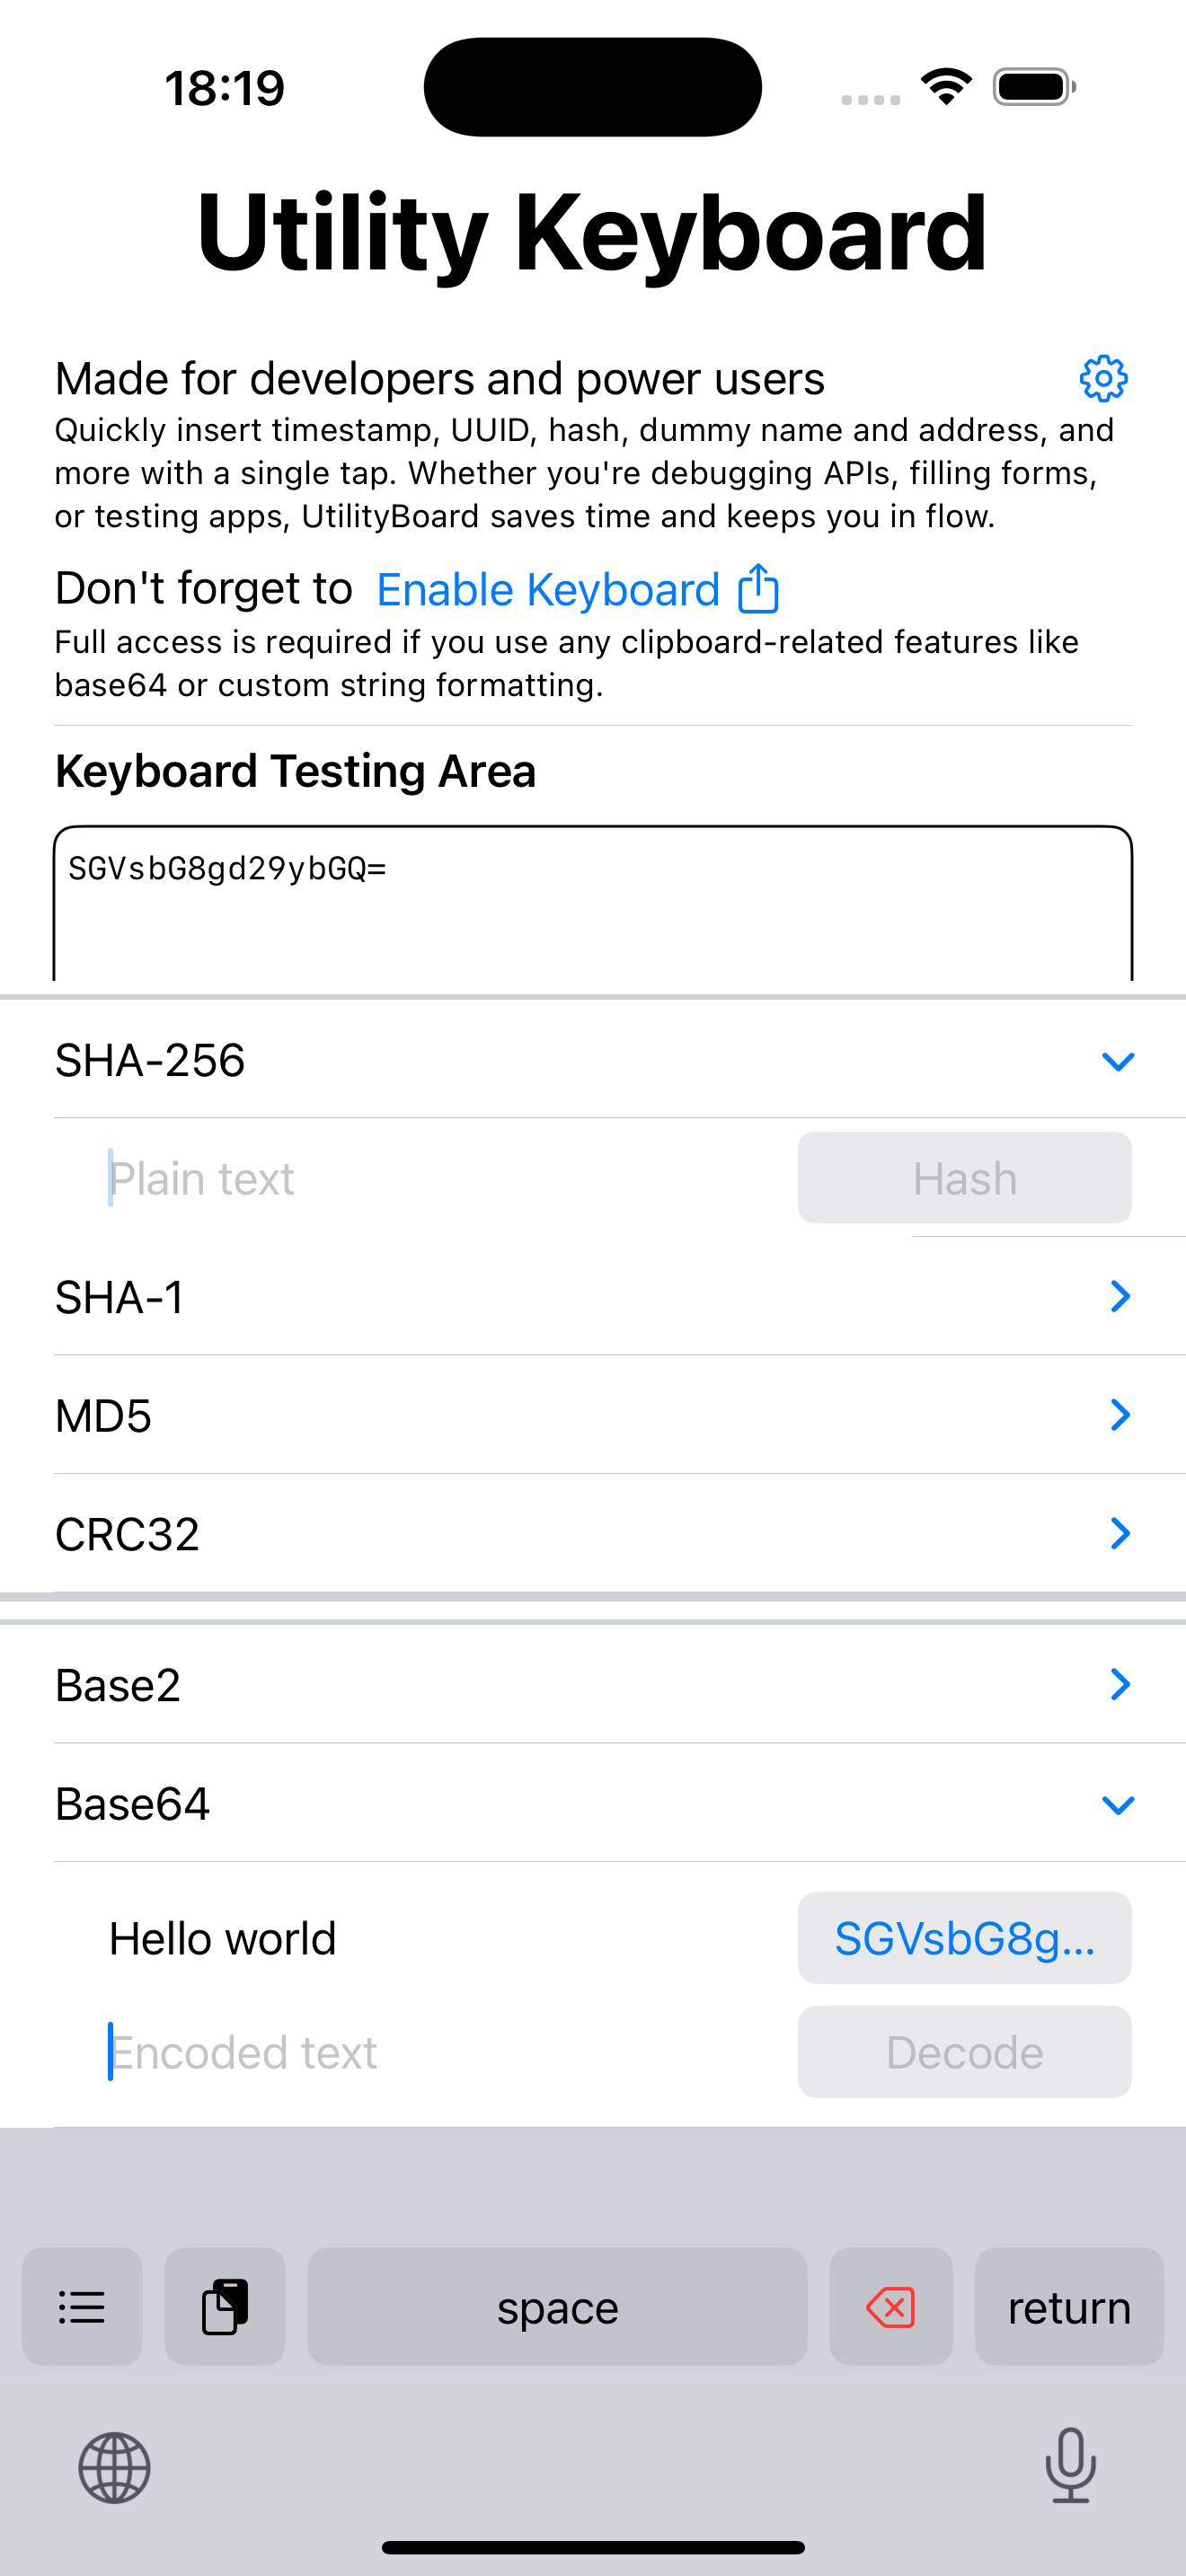 18:19
Utility Keyboard
Made for developers and power users
Quickly insert timestamp, UUID, hash, dummy name and address, and
more with a single tap. Whether you're debugging APIs, filling forms,
or testing apps, UtilityBoard saves time and keeps you in flow.
Don't forget to Enable Keyboard
Full access is required if you use any clipboard-related features like
base64 or custom string formatting.
Keyboard Testing Area
SGVsbG8gd29ybGQ=
SHA-256
Plain text Hash
SHA-1
MD5
CRC32
Base2
Base64
Hello world SGVsbG8g...
Encoded text Decode
space return